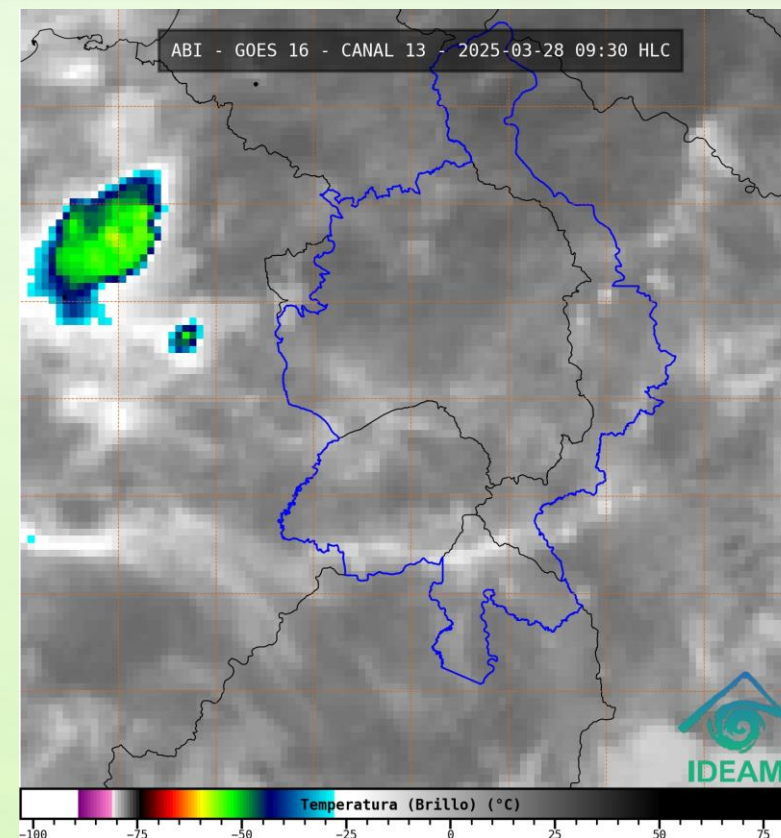 ABI - GOES 16 - CANAL 13 - 2025-03-28 09:30 HLC
IDEAM
Temperatura (Brillo) (°C)
-100 -75 -50 -25 0 25 50 75